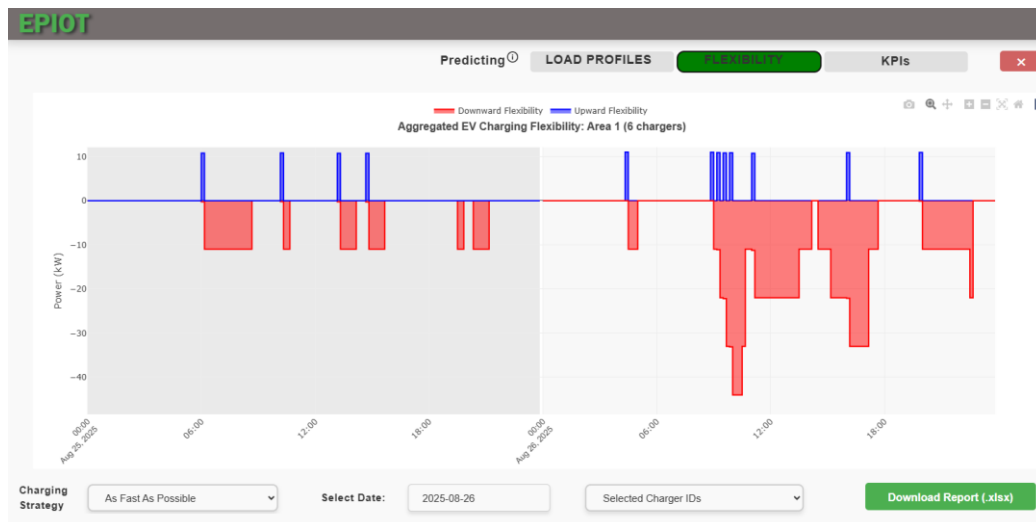 EPIOT
Predicting ⓘ LOAD PROFILES FLEXIBILITY KPIs ×
Downward Flexibility Upward Flexibility
Aggregated EV Charging Flexibility: Area 1 (6 chargers)
Power (kW)
10
0
−10
−20
−30
−40
00:00 06:00 12:00 18:00 00:00 06:00 12:00 18:00
Aug 25, 2025 Aug 26, 2025
Charging
Strategy
As Fast As Possible Select Date: 2025-08-26 Selected Charger IDs Download Report (.xlsx)